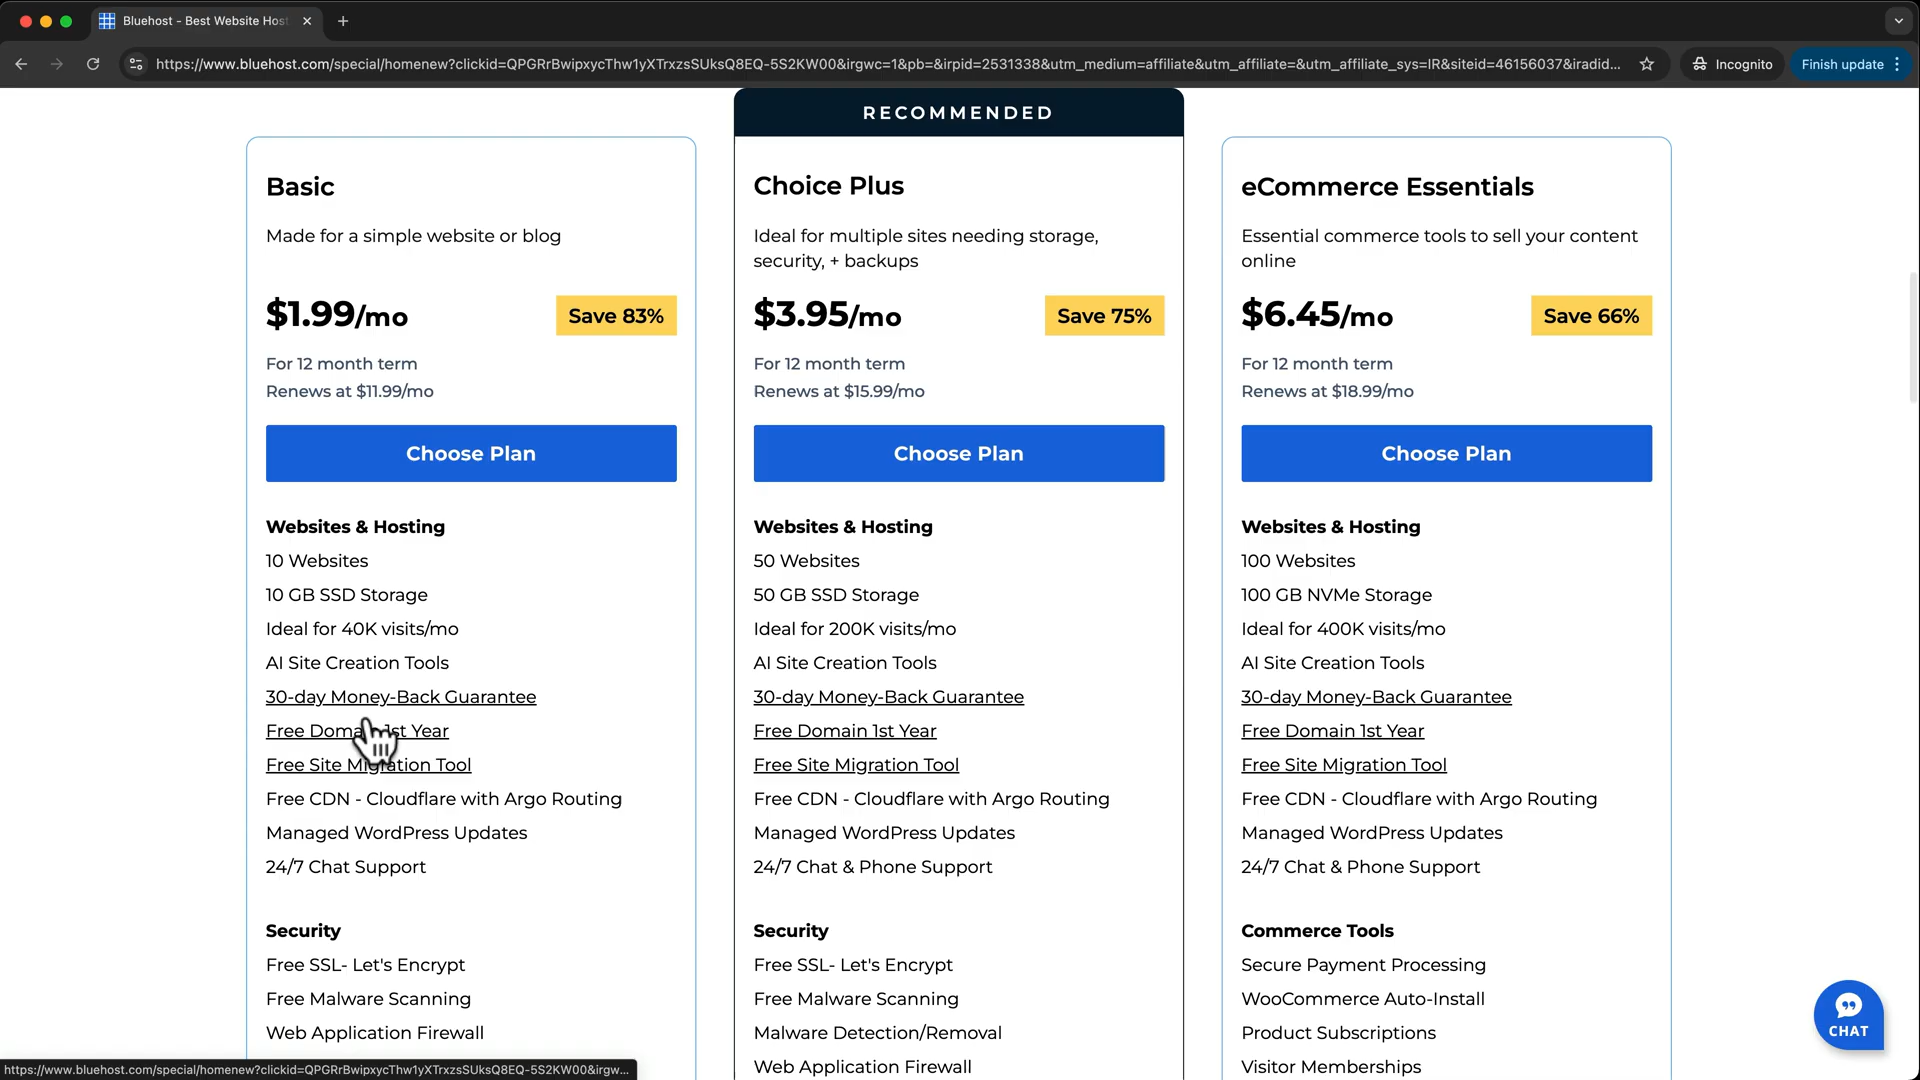 Bluehost - Best Website Host
https://www.bluehost.com/special/homenew?clickid=QPGRrBwipxycThw1yXTrxzsSUksQ8EQ-5S2KW00&irgwc=1&pb=&irpid=2531338&utm_medium=affiliate&utm_affiliate=&utm_affiliate_sys=IR&siteid=46156037&iradid...
Incognito
Finish update
RECOMMENDED
Basic
Made for a simple website or blog
$1.99/mo
Save 83%
For 12 month term
Renews at $11.99/mo
Choose Plan
Websites & Hosting
10 Websites
10 GB SSD Storage
Ideal for 40K visits/mo
AI Site Creation Tools
30-day Money-Back Guarantee
Free Domain 1st Year
Free Site Migration Tool
Free CDN - Cloudflare with Argo Routing
Managed WordPress Updates
24/7 Chat Support
Security
Free SSL- Let's Encrypt
Free Malware Scanning
Web Application Firewall
Choice Plus
Ideal for multiple sites needing storage,
security, + backups
$3.95/mo
Save 75%
For 12 month term
Renews at $15.99/mo
Choose Plan
Websites & Hosting
50 Websites
50 GB SSD Storage
Ideal for 200K visits/mo
AI Site Creation Tools
30-day Money-Back Guarantee
Free Domain 1st Year
Free Site Migration Tool
Free CDN - Cloudflare with Argo Routing
Managed WordPress Updates
24/7 Chat & Phone Support
Security
Free SSL- Let's Encrypt
Free Malware Scanning
Malware Detection/Removal
Web Application Firewall
eCommerce Essentials
Essential commerce tools to sell your content
online
$6.45/mo
Save 66%
For 12 month term
Renews at $18.99/mo
Choose Plan
Websites & Hosting
100 Websites
100 GB NVMe Storage
Ideal for 400K visits/mo
AI Site Creation Tools
30-day Money-Back Guarantee
Free Domain 1st Year
Free Site Migration Tool
Free CDN - Cloudflare with Argo Routing
Managed WordPress Updates
24/7 Chat & Phone Support
Commerce Tools
Secure Payment Processing
WooCommerce Auto-Install
Product Subscriptions
Visitor Memberships
CHAT
https://www.bluehost.com/special/homenew?clickid=QPGRrBwipxycThw1yXTrxzsSUksQ8EQ-5S2KW00&irgw...